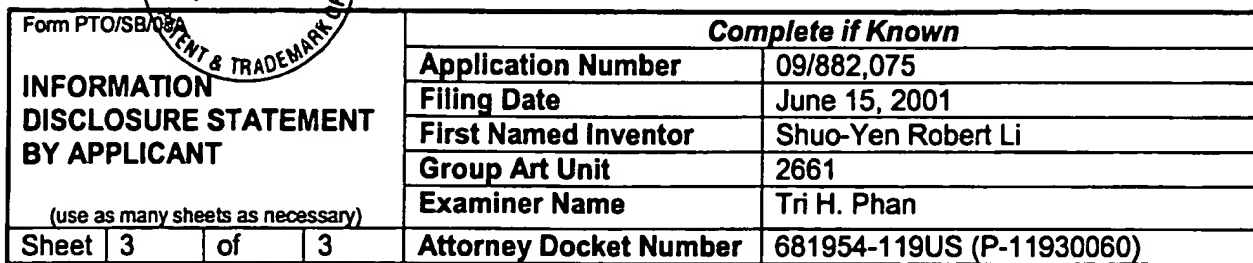 Form PTO/SB/08A
PATENT & TRADEMARK
Complete if Known
INFORMATION
DISCLOSURE STATEMENT
BY APPLICANT
(use as many sheets as necessary)
Application Number 09/882,075
Filing Date June 15, 2001
First Named Inventor Shuo-Yen Robert Li
Group Art Unit 2661
Examiner Name Tri H. Phan
Sheet 3 of 3 Attorney Docket Number 681954-119US (P-11930060)